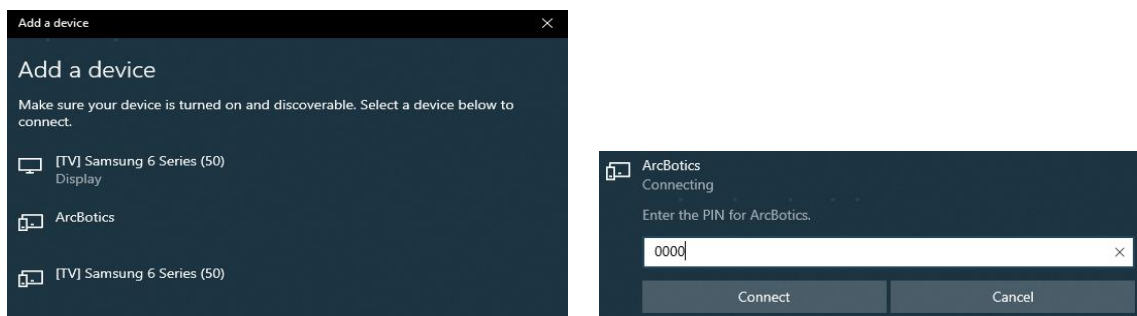 Add a device
Add a device
Make sure your device is turned on and discoverable. Select a device below to
connect.
[TV] Samsung 6 Series (50)
Display
ArcBotics
[TV] Samsung 6 Series (50)
ArcBotics
Connecting
Enter the PIN for ArcBotics.
0000
Connect
Cancel